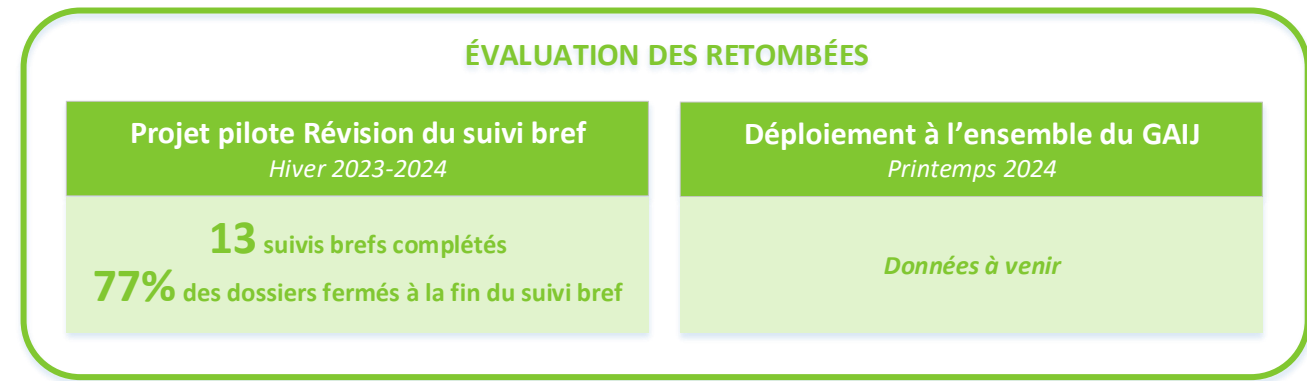 ÉVALUATION DES RETOMBÉES
Projet pilote Révision du suivi bref
Hiver 2023-2024
13 suivis brefs complétés
77% des dossiers fermés à la fin du suivi bref
Déploiement à l'ensemble du GAIJ
Printemps 2024
Données à venir